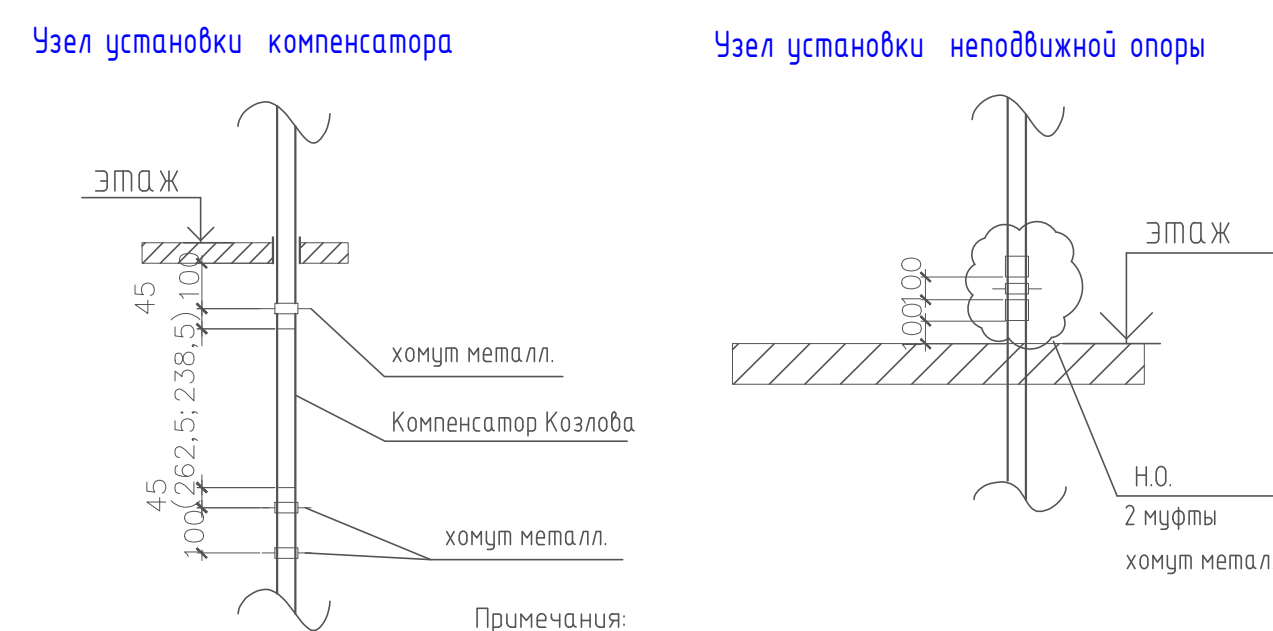 Узел установки компенсатора
этаж
100
45
(262,5; 238,5)
45
100
хомут металл.
Компенсатор Козлова
хомут металл.
Примечания:
Узел установки неподвижной опоры
этаж
100
100
Н.О.
2 муфты
хомут метал